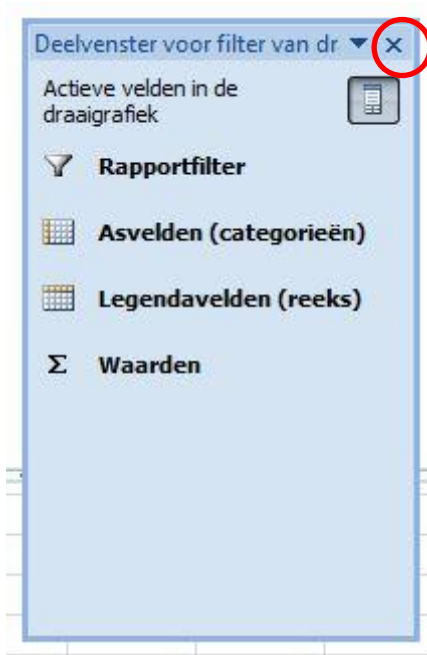 Deelvenster voor filter van dr
Actieve velden in de
draaigrafiek
Rapportfilter
Asvelden (categorieën)
Legendavelden (reeks)
Σ Waarden